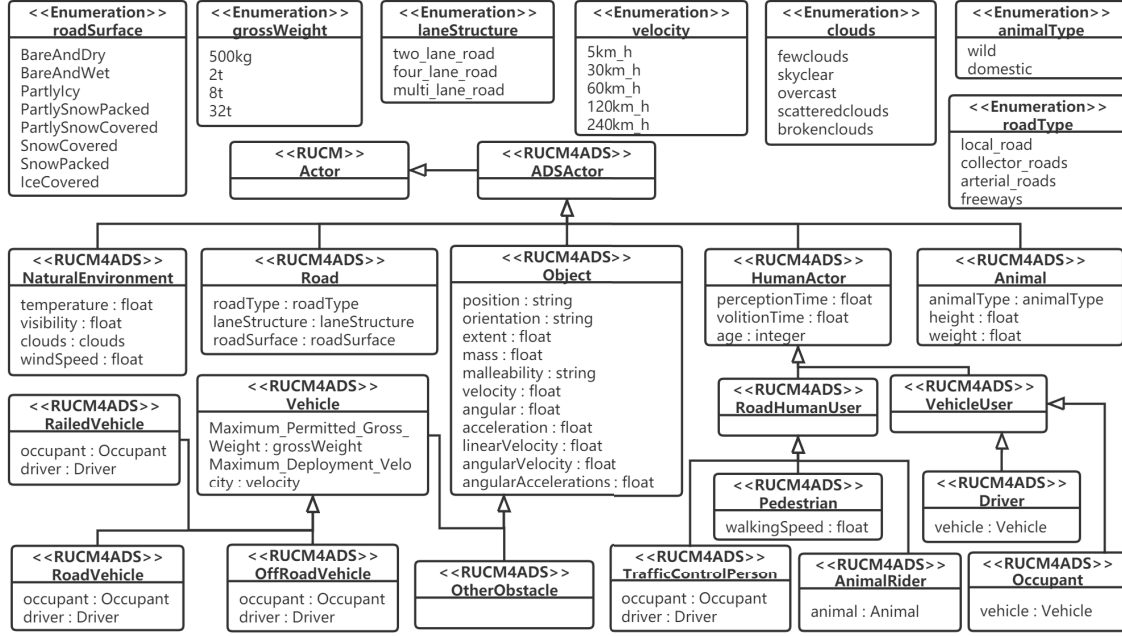 <<Enumeration>>
roadSurface
BareAndDry
BareAndWet
PartlyIcy
PartlySnowPacked
PartlySnowCovered
SnowCovered
SnowPacked
IceCovered
<<Enumeration>>
grossWeight
500kg
2t
8t
32t
<<Enumeration>>
laneStructure
two_lane_road
four_lane_road
multi_lane_road
<<Enumeration>>
velocity
5km_h
30km_h
60km_h
120km_h
240km_h
<<Enumeration>>
clouds
fewclouds
skyclear
overcast
scatteredclouds
brokenclouds
<<Enumeration>>
animalType
wild
domestic
<<Enumeration>>
roadType
local_road
collector_roads
arterial_roads
freeways
<<RUCM>>
Actor
<<RUCM4ADS>>
ADSActor
<<RUCM4ADS>>
NaturalEnvironment
temperature : float
visibility : float
clouds : clouds
windSpeed : float
<<RUCM4ADS>>
Road
roadType : roadType
laneStructure : laneStructure
roadSurface : roadSurface
<<RUCM4ADS>>
Object
position : string
orientation : string
extent : float
mass : float
malleability : string
velocity : float
angular : float
acceleration : float
linearVelocity : float
angularVelocity : float
angularAccelerations : float
<<RUCM4ADS>>
HumanActor
perceptionTime : float
volitionTime : float
age : integer
<<RUCM4ADS>>
Animal
animalType : animalType
height : float
weight : float
<<RUCM4ADS>>
RailedVehicle
occupant : Occupant
driver : Driver
<<RUCM4ADS>>
Vehicle
Maximum_Permitted_Gross_
Weight : grossWeight
Maximum_Deployment_Velo
city : velocity
<<RUCM4ADS>>
RoadHumanUser
<<RUCM4ADS>>
VehicleUser
<<RUCM4ADS>>
Pedestrian
walkingSpeed : float
<<RUCM4ADS>>
Driver
vehicle : Vehicle
<<RUCM4ADS>>
RoadVehicle
occupant : Occupant
driver : Driver
<<RUCM4ADS>>
OffRoadVehicle
occupant : Occupant
driver : Driver
<<RUCM4ADS>>
OtherObstacle
<<RUCM4ADS>>
TrafficControlPerson
occupant : Occupant
driver : Driver
<<RUCM4ADS>>
AnimalRider
animal : Animal
<<RUCM4ADS>>
Occupant
vehicle : Vehicle